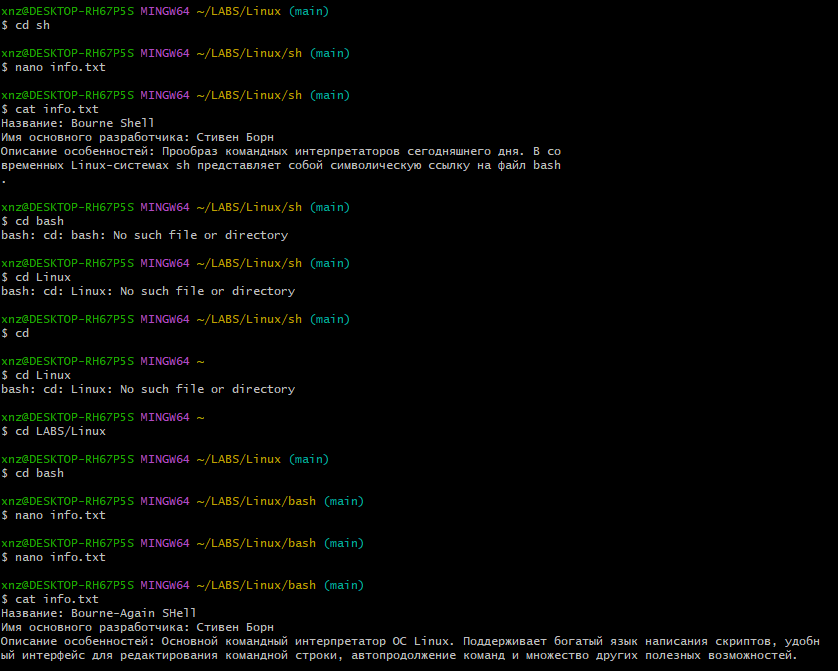 xnz@DESKTOP-RH67P5S MINGW64 ~/LABS/Linux (main)
$ cd sh
xnz@DESKTOP-RH67P5S MINGW64 ~/LABS/Linux/sh (main)
$ nano info.txt
xnz@DESKTOP-RH67P5S MINGW64 ~/LABS/Linux/sh (main)
$ cat info.txt
Название: Bourne Shell
Имя основного разработчика: Стивен Борн
Описание особенностей: Прообраз командных интерпретаторов сегодняшнего дня. В со
временных Linux-системах sh представляет собой символическую ссылку на файл bash
.
xnz@DESKTOP-RH67P5S MINGW64 ~/LABS/Linux/sh (main)
$ cd bash
bash: cd: bash: No such file or directory
xnz@DESKTOP-RH67P5S MINGW64 ~/LABS/Linux/sh (main)
$ cd Linux
bash: cd: Linux: No such file or directory
xnz@DESKTOP-RH67P5S MINGW64 ~/LABS/Linux/sh (main)
$ cd
xnz@DESKTOP-RH67P5S MINGW64 ~
$ cd Linux
bash: cd: Linux: No such file or directory
xnz@DESKTOP-RH67P5S MINGW64 ~
$ cd LABS/Linux
xnz@DESKTOP-RH67P5S MINGW64 ~/LABS/Linux (main)
$ cd bash
xnz@DESKTOP-RH67P5S MINGW64 ~/LABS/Linux/bash (main)
$ nano info.txt
xnz@DESKTOP-RH67P5S MINGW64 ~/LABS/Linux/bash (main)
$ nano info.txt
xnz@DESKTOP-RH67P5S MINGW64 ~/LABS/Linux/bash (main)
$ cat info.txt
Название: Bourne-Again SHell
Имя основного разработчика: Стивен Борн
Описание особенностей: Основной командный интерпретатор ОС Linux. Поддерживает богатый язык написания скриптов, удобн
ый интерфейс для редактирования командной строки, автопродолжение команд и множество других полезных возможностей.